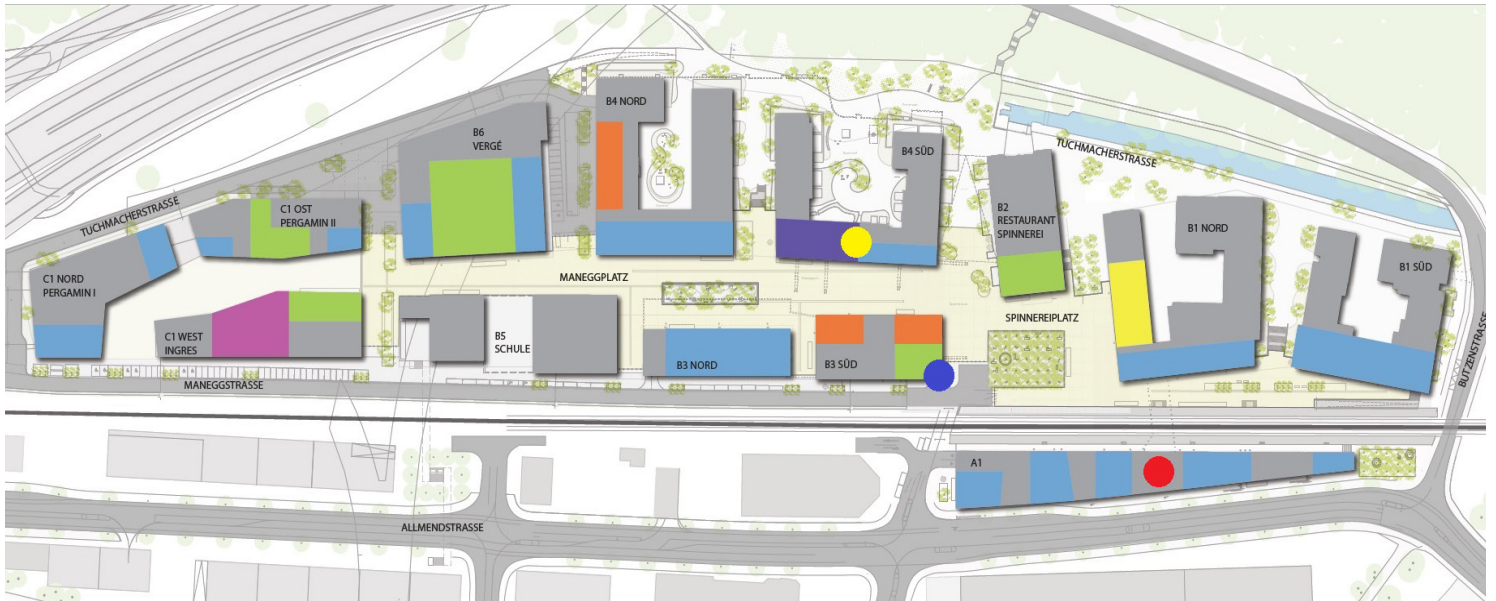 B4 NORD
B6
VERGÉ
B4 SÜD
TUCHMACHERSTRASSE
TUCHMACHERSTRASSE
C1 OST
PERGAMIN II
B2
RESTAURANT
SPINNEREI
B1 NORD
B1 SÜD
C1 NORD
PERGAMIN I
MANEGGPLATZ
SPINNEREIPLATZ
BUTZENSTRASSE
C1 WEST
INGRES
B5
SCHULE
B3 NORD
B3 SÜD
MANEGGSTRASSE
A1
ALLMENDSTRASSE